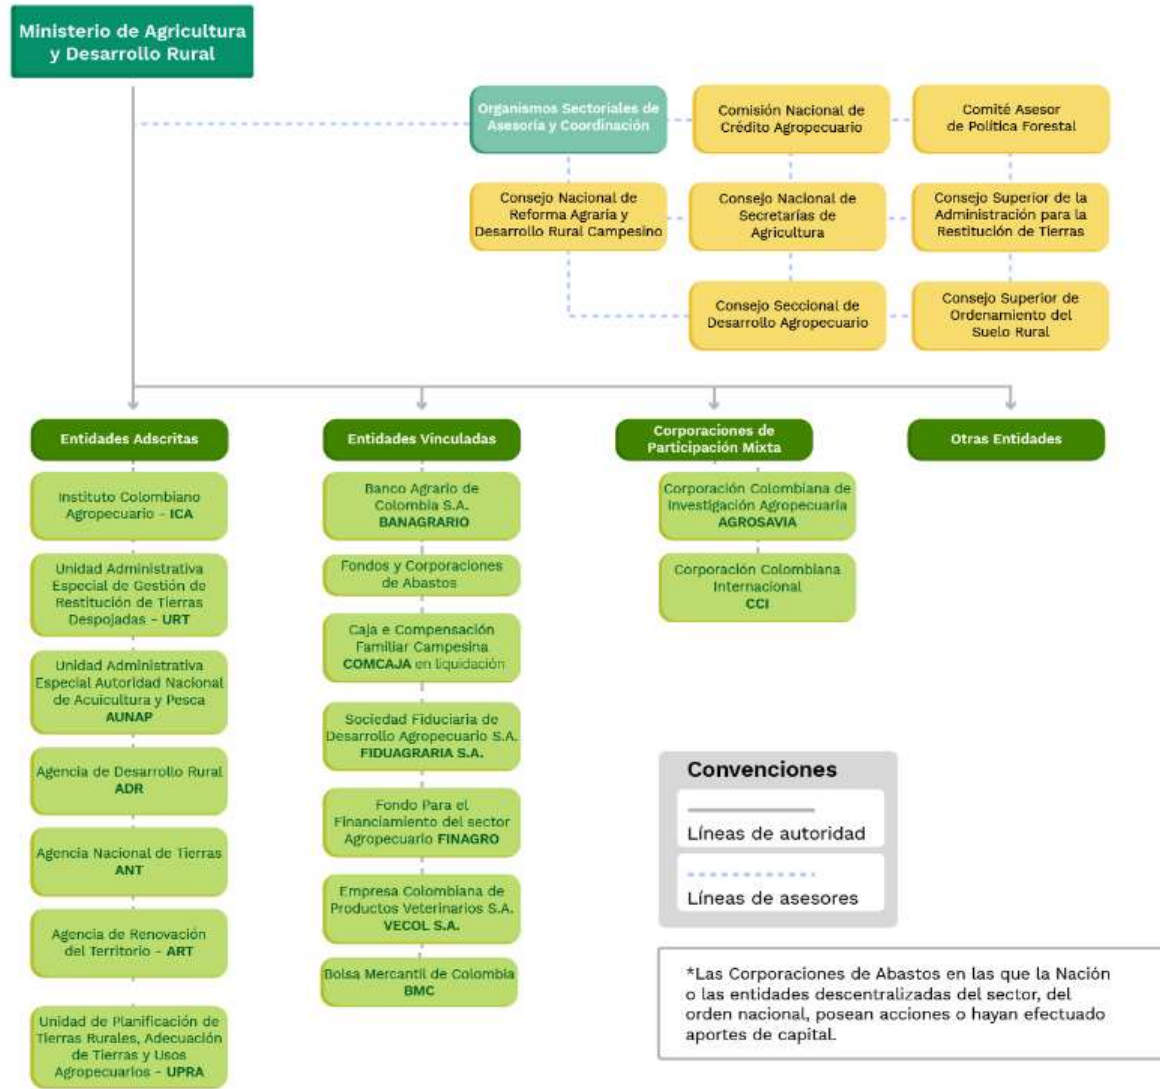 Ministerio de Agricultura
y Desarrollo Rural
Organismos Sectoriales de
Asesoría y Coordinación
Comisión Nacional de
Crédito Agropecuario
Comité Asesor
de Política Forestal
Consejo Nacional de
Reforma Agraria y
Desarrollo Rural Campesino
Consejo Nacional de
Secretarías de
Agricultura
Consejo Superior de la
Administración para la
Restitución de Tierras
Consejo Seccional de
Desarrollo Agropecuario
Consejo Superior de
Ordenamiento del
Suelo Rural
Entidades Adscritas
Instituto Colombiano
Agropecuario - ICA
Unidad Administrativa
Especial de Gestión de
Restitución de Tierras
Despojadas - URT
Unidad Administrativa
Especial Autoridad Nacional
de Acuicultura y Pesca
AUNAP
Agencia de Desarrollo Rural
ADR
Agencia Nacional de Tierras
ANT
Agencia de Renovación
del Territorio - ART
Unidad de Planificación de
Tierras Rurales, Adecuación
de Tierras y Usos
Agropecuarios - UPRA
Entidades Vinculadas
Banco Agrario de
Colombia S.A.
BANAGRARIO
Fondos y Corporaciones
de Abastos
Caja e Compensación
Familiar Campesina
COMCAJA en liquidación
Sociedad Fiduciaria de
Desarrollo Agropecuario S.A.
FIDUAGRARIA S.A.
Fondo Para el
Financiamiento del sector
Agropecuario FINAGRO
Empresa Colombiana de
Productos Veterinarios S.A.
VECOL S.A.
Bolsa Mercantil de Colombia
BMC
Corporaciones de
Participación Mixta
Corporación Colombiana de
Investigación Agropecuaria
AGROSAVIA
Corporación Colombiana
Internacional
CCI
Otras Entidades
Convenciones
Líneas de autoridad
Líneas de asesores
*Las Corporaciones de Abastos en las que la Nación
o las entidades descentralizadas del sector, del
orden nacional, posean acciones o hayan efectuado
aportes de capital.